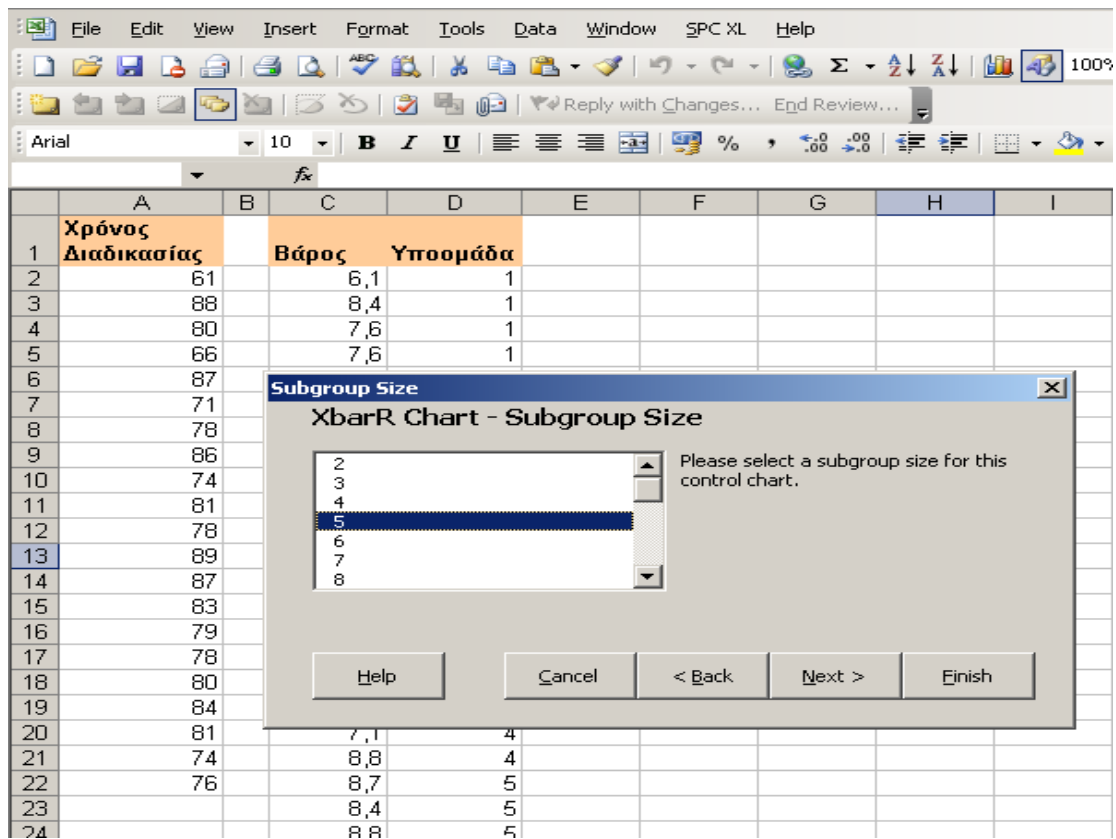 File Edit View Insert Format Tools Data Window SPC XL Help
100%
Reply with Changes... End Review...
Arial 10 B I U
fx
A B C D E F G H I
1 Χρόνος Διαδικασίας Βάρος Υποομάδα
2 61 6,1 1
3 88 8,4 1
4 80 7,6 1
5 66 7,6 1
6 87
7 71
8 78
9 86
10 74
11 81
12 78
13 89
14 87
15 83
16 79
17 78
18 80
19 84
20 81 7,1 4
21 74 8,8 4
22 76 8,7 5
23 8,4 5
24 8,8 5
Subgroup Size
XbarR Chart - Subgroup Size
2
3
4
5
6
7
8
Please select a subgroup size for this
control chart.
Help Cancel < Back Next > Finish